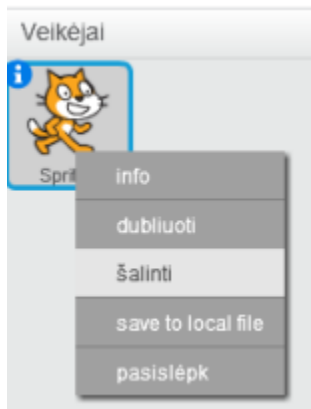 Veikėjai
info
dubliuoti
šalinti
save to local file
pasislėpk